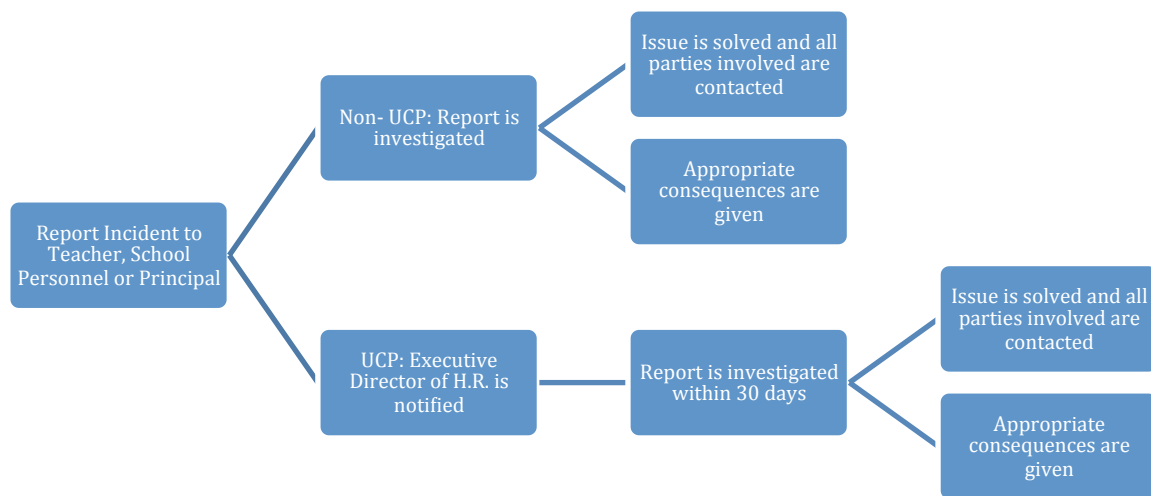 Report Incident to
Teacher, School
Personnel or Principal
Non- UCP: Report is
investigated
Issue is solved and all
parties involved are
contacted
Appropriate
consequences are
given
UCP: Executive
Director of H.R. is
notified
Report is investigated
within 30 days
Issue is solved and all
parties involved are
contacted
Appropriate
consequences are
given